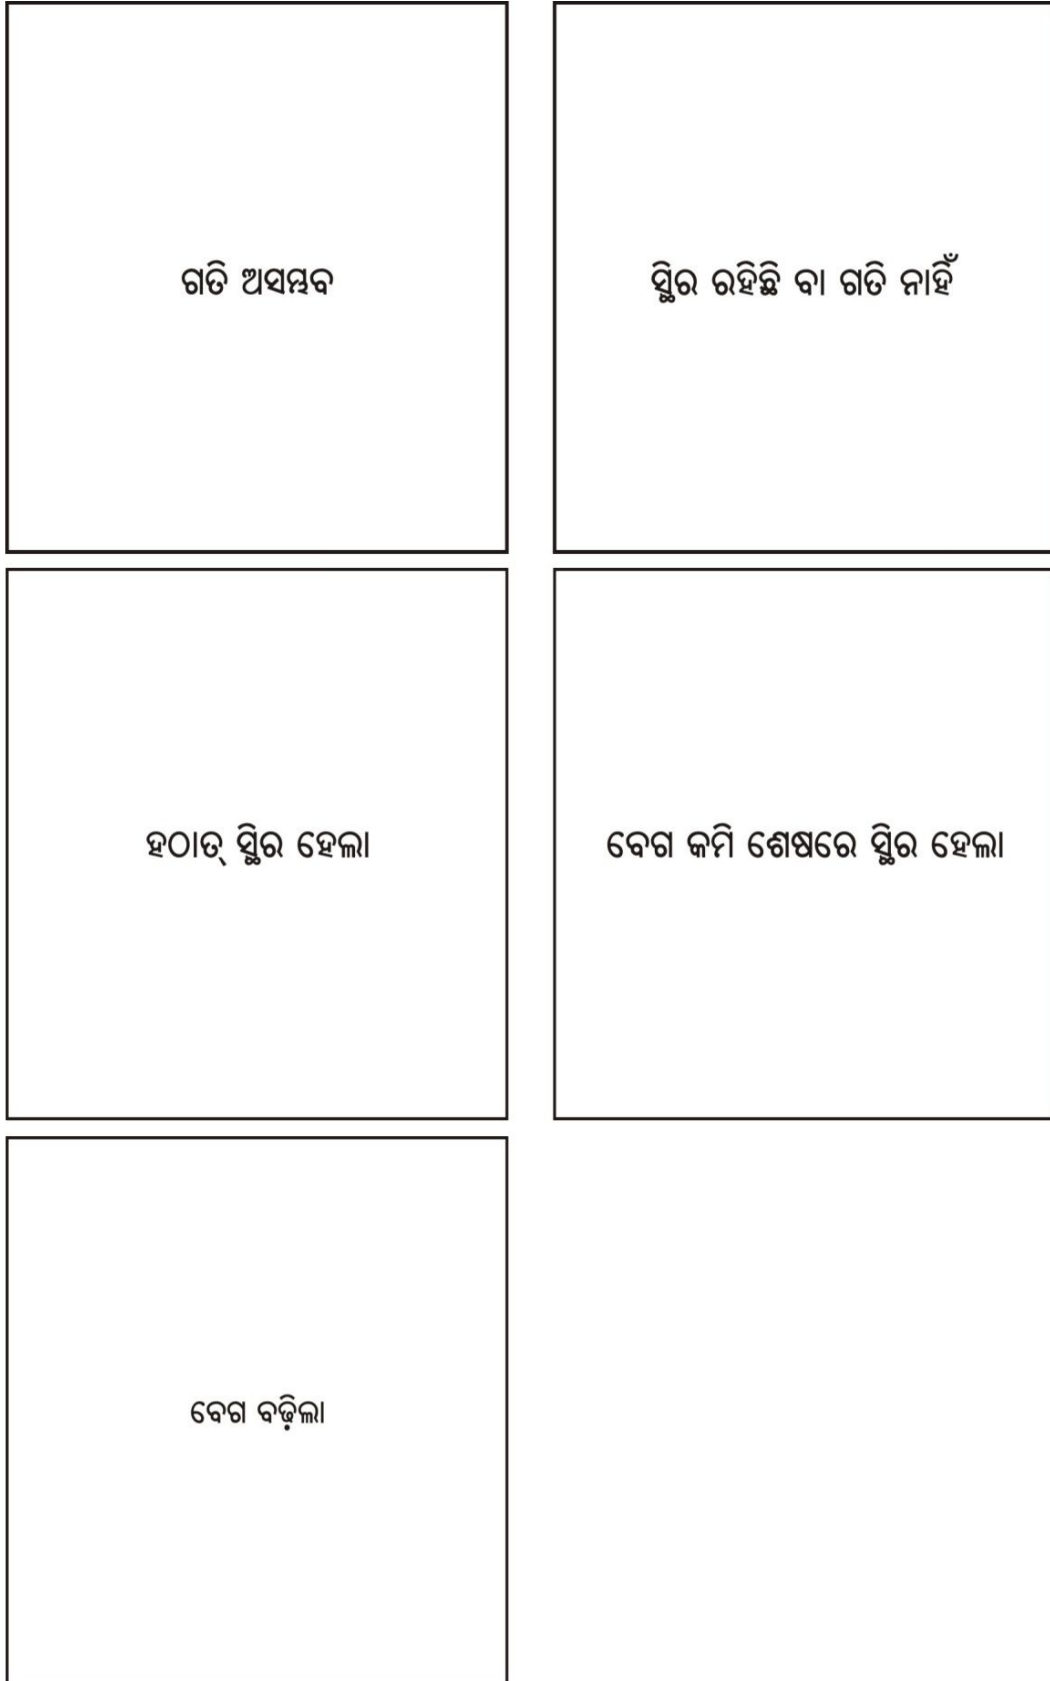 ଗତି ଅସମ୍ଭବ
ସ୍ଥିର ରହିଛି ବା ଗତି ନାହିଁ
ହଠାତ୍ ସ୍ଥିର ହେଲା
ବେଗ କମି ଶେଷରେ ସ୍ଥିର ହେଲା
ବେଗ ବଢ଼ିଲା